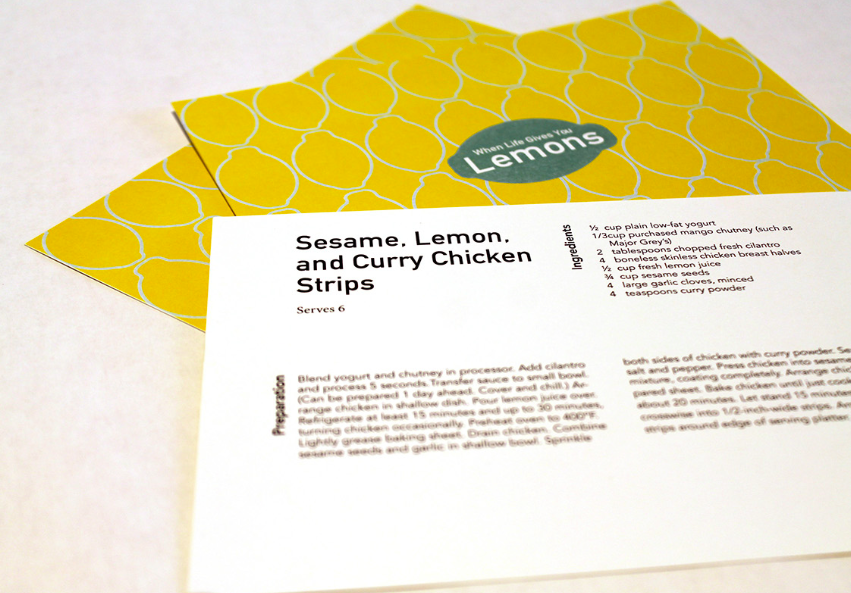 When Life Gives You
Lemons
Sesame, Lemon,
and Curry Chicken
Strips
Serves 6
Ingredients
½ cup plain low-fat yogurt
1/3cup purchased mango chutney (such as
Major Grey's)
2 tablespoons chopped fresh cilantro
4 boneless skinless chicken breast halves
½ cup fresh lemon juice
¾ cup sesame seeds
4 large garlic cloves, minced
4 teaspoons curry powder
Preparation
Blend yogurt and chutney in processor. Add cilantro
and process 5 seconds. Transfer sauce to small bowl.
(Can be prepared 1 day ahead. Cover and chill.) Ar-
range chicken in shallow dish. Pour lemon juice over.
Refrigerate at least 15 minutes and up to 30 minutes,
turning chicken occasionally. Preheat oven to 400°F.
Lightly grease baking sheet. Drain chicken. Combine
sesame seeds and garlic in shallow bowl. Sprinkle
both sides of chicken with curry powder. Se
salt and pepper. Press chicken into sesame
mixture, coating completely. Arrange chic
pared sheet. Bake chicken until just cook
about 20 minutes. Let stand 15 minutes
crosswise into 1/2-inch-wide strips. Ar
strips around edge of serving platter.